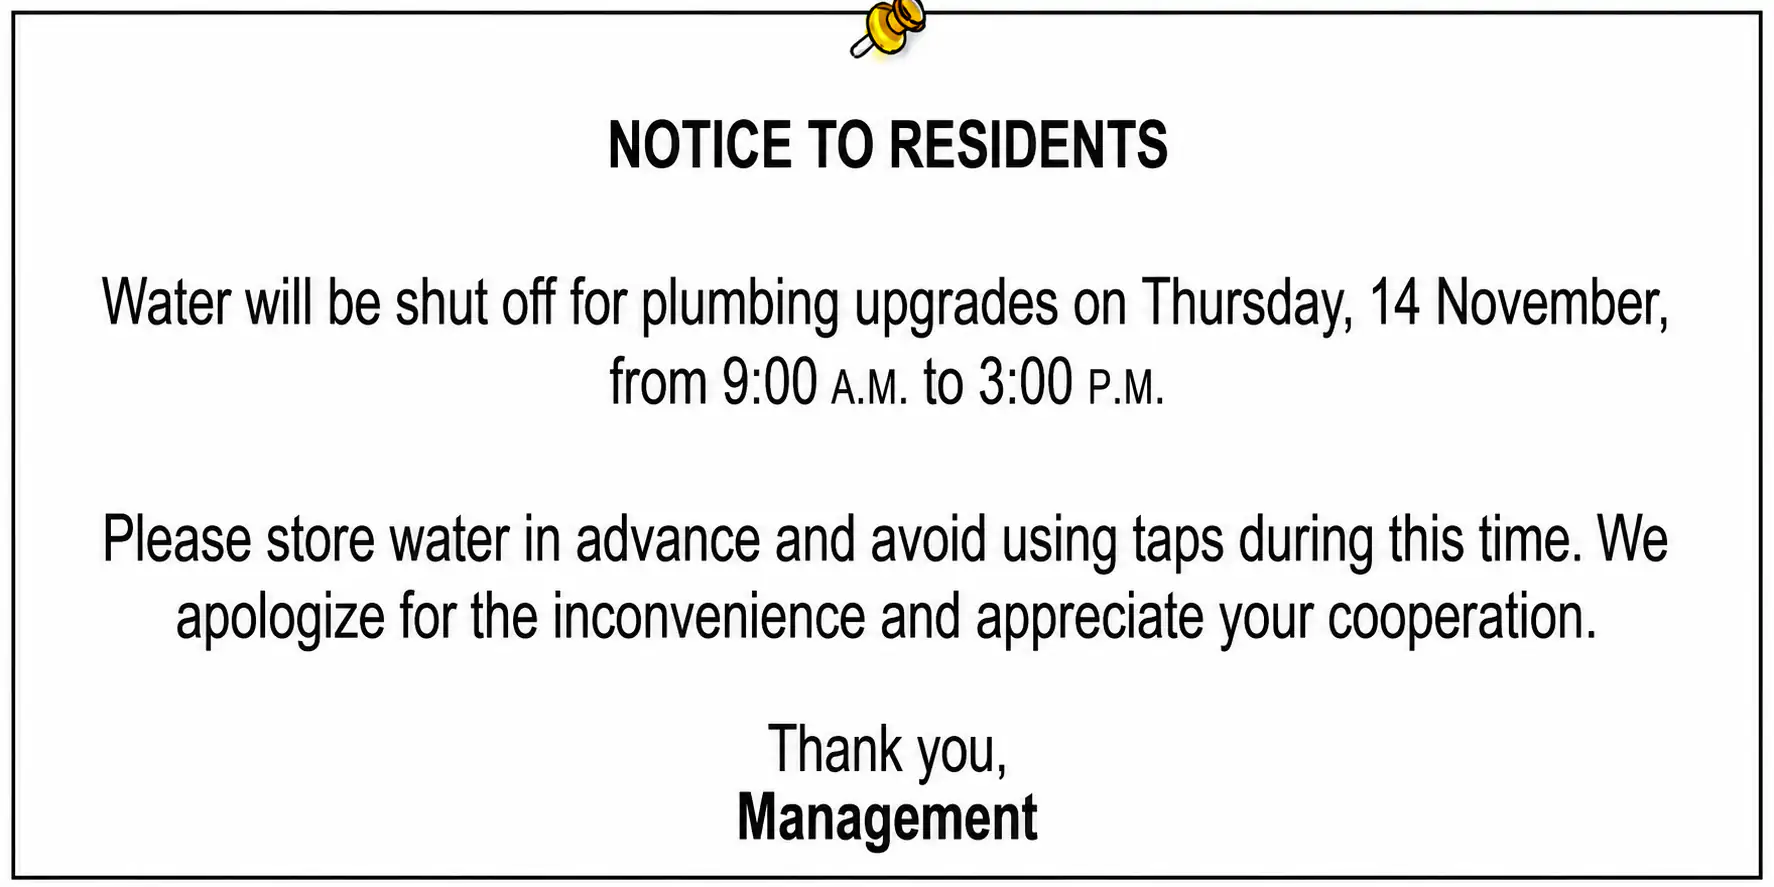 NOTICE TO RESIDENTS
Water will be shut off for plumbing upgrades on Thursday, 14 November,
from 9:00 A.M. to 3:00 P.M.
Please store water in advance and avoid using taps during this time. We
apologize for the inconvenience and appreciate your cooperation.
Thank you,
Management